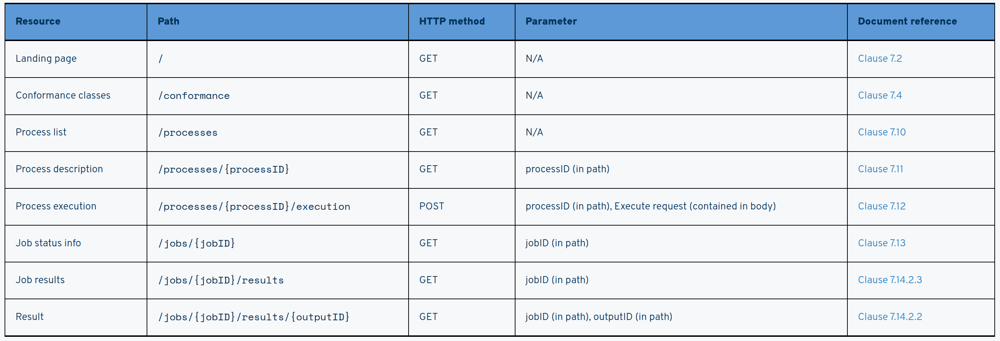 Resource Path HTTP method Parameter Document reference
Landing page / GET N/A Clause 7.2
Conformance classes /conformance GET N/A Clause 7.4
Process list /processes GET N/A Clause 7.10
Process description /processes/{processID} GET processID (in path) Clause 7.11
Process execution /processes/{processID}/execution POST processID (in path), Execute request (contained in body) Clause 7.12
Job status info /jobs/{jobID} GET jobID (in path) Clause 7.13
Job results /jobs/{jobID}/results GET jobID (in path) Clause 7.14.2.3
Result /jobs/{jobID}/results/{outputID} GET jobID (in path), outputID (in path) Clause 7.14.2.2